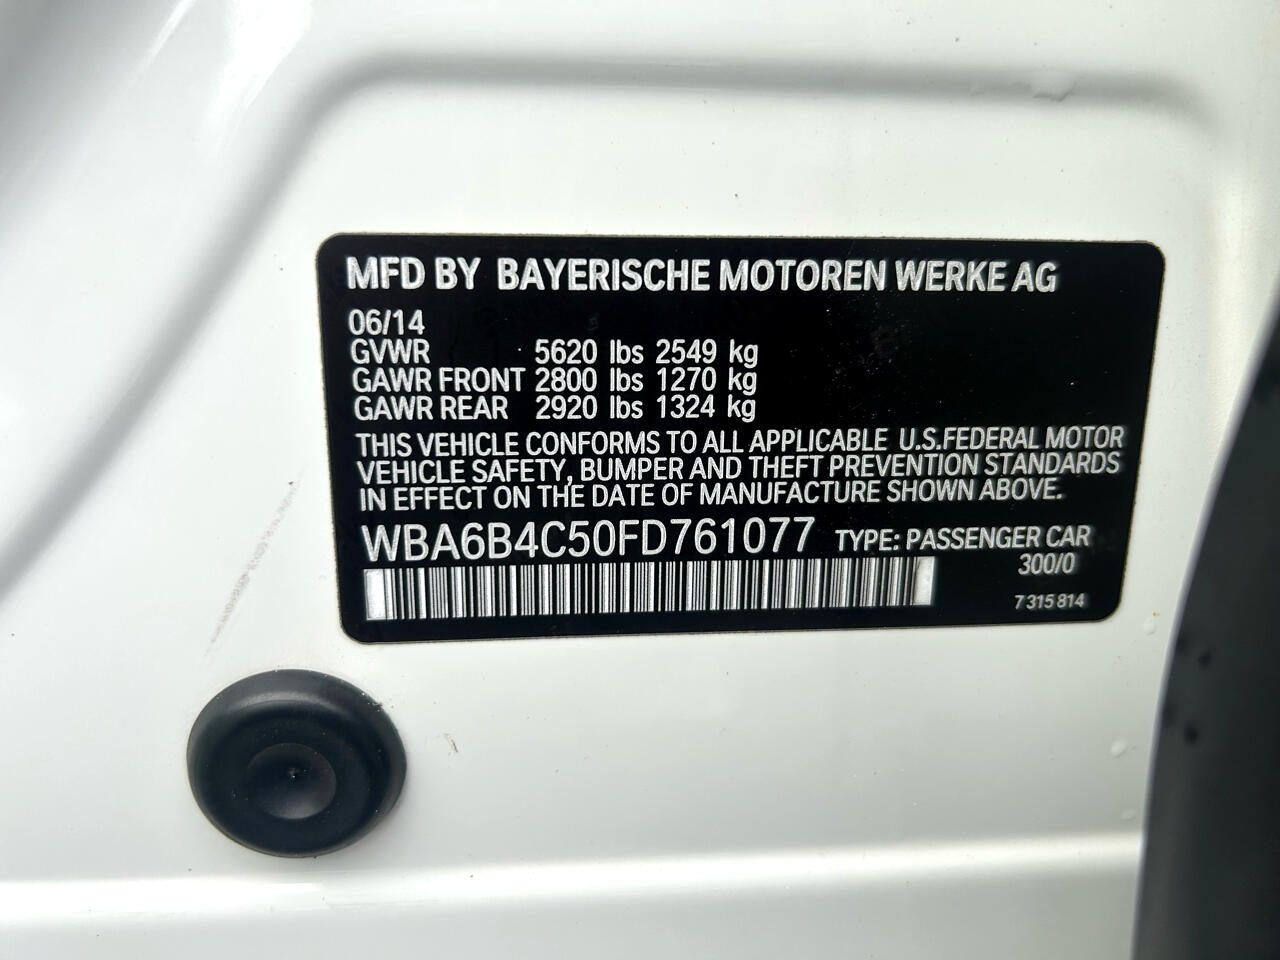 MFD BY BAYERISCHE MOTOREN WERKE AG
06/14
GVWR 5620 lbs 2549 kg
GAWR FRONT 2800 lbs 1270 kg
GAWR REAR 2920 lbs 1324 kg
THIS VEHICLE CONFORMS TO ALL APPLICABLE U.S.FEDERAL MOTOR
VEHICLE SAFETY, BUMPER AND THEFT PREVENTION STANDARDS
IN EFFECT ON THE DATE OF MANUFACTURE SHOWN ABOVE.
WBA6B4C50FD761077 TYPE: PASSENGER CAR
300/0
7 315 814